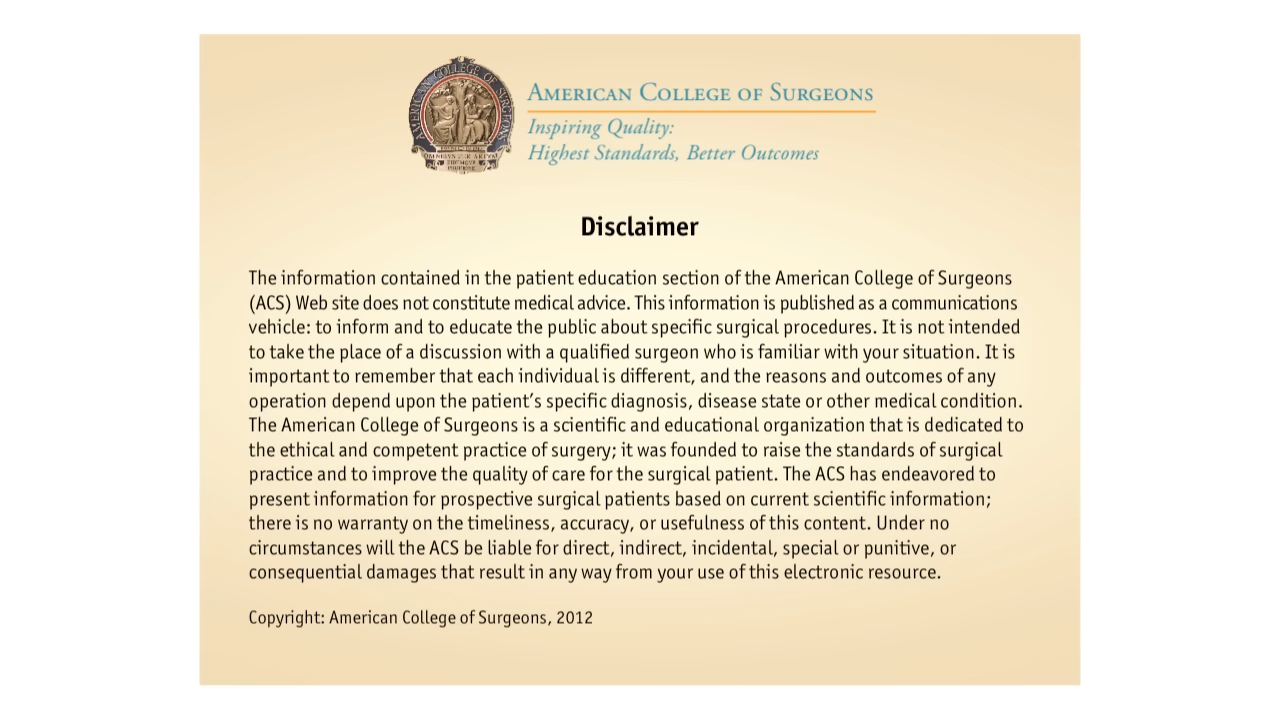 AMERICAN COLLEGE OF SURGEONS
AMERICAN COLLEGE OF SURGEONS
Inspiring Quality:
Highest Standards, Better Outcomes
Disclaimer
The information contained in the patient education section of the American College of Surgeons
(ACS) Web site does not constitute medical advice. This information is published as a communications
vehicle: to inform and to educate the public about specific surgical procedures. It is not intended
to take the place of a discussion with a qualified surgeon who is familiar with your situation. It is
important to remember that each individual is different, and the reasons and outcomes of any
operation depend upon the patient’s specific diagnosis, disease state or other medical condition.
The American College of Surgeons is a scientific and educational organization that is dedicated to
the ethical and competent practice of surgery; it was founded to raise the standards of surgical
practice and to improve the quality of care for the surgical patient. The ACS has endeavored to
present information for prospective surgical patients based on current scientific information;
there is no warranty on the timeliness, accuracy, or usefulness of this content. Under no
circumstances will the ACS be liable for direct, indirect, incidental, special or punitive, or
consequential damages that result in any way from your use of this electronic resource.
Copyright: American College of Surgeons, 2012